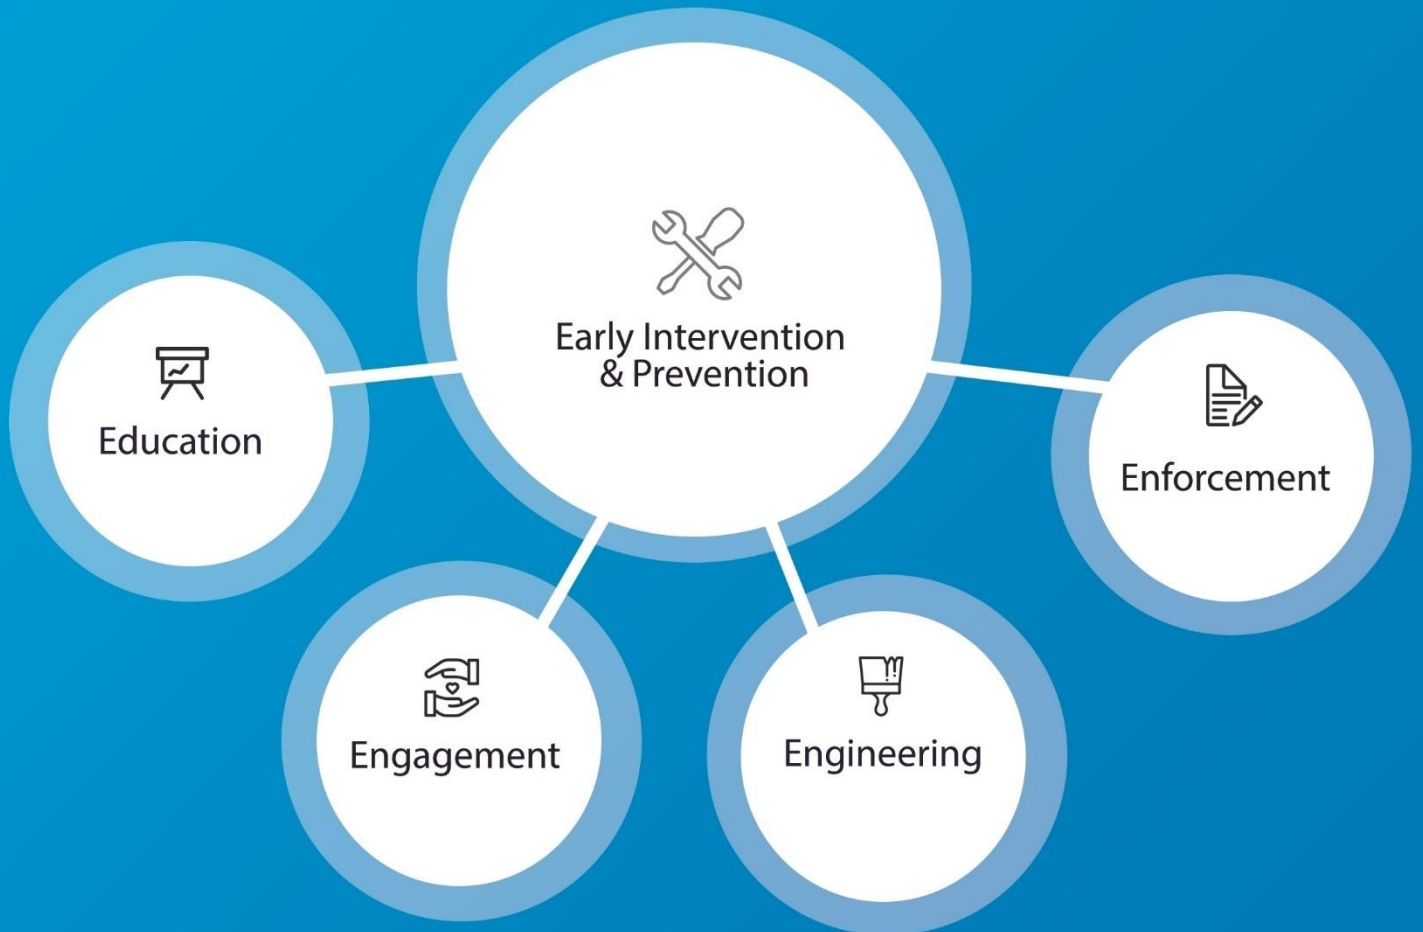 Early Intervention
& Prevention
Education
Enforcement
Engagement
Engineering